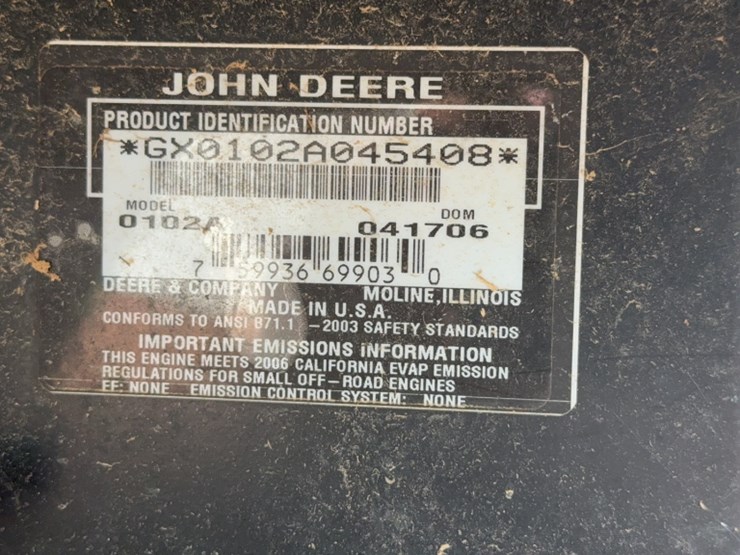 JOHN DEERE
PRODUCT IDENTIFICATION NUMBER
*GX0102A045408*
MODEL DOM
0102A 041706
7 59936 69903 0
DEERE & COMPANY MOLINE, ILLINOIS
MADE IN U.S.A.
CONFORMS TO ANSI B71.1 -2003 SAFETY STANDARDS
IMPORTANT EMISSIONS INFORMATION
THIS ENGINE MEETS 2006 CALIFORNIA EVAP EMISSION
REGULATIONS FOR SMALL OFF-ROAD ENGINES
EF: NONE EMISSION CONTROL SYSTEM: NONE